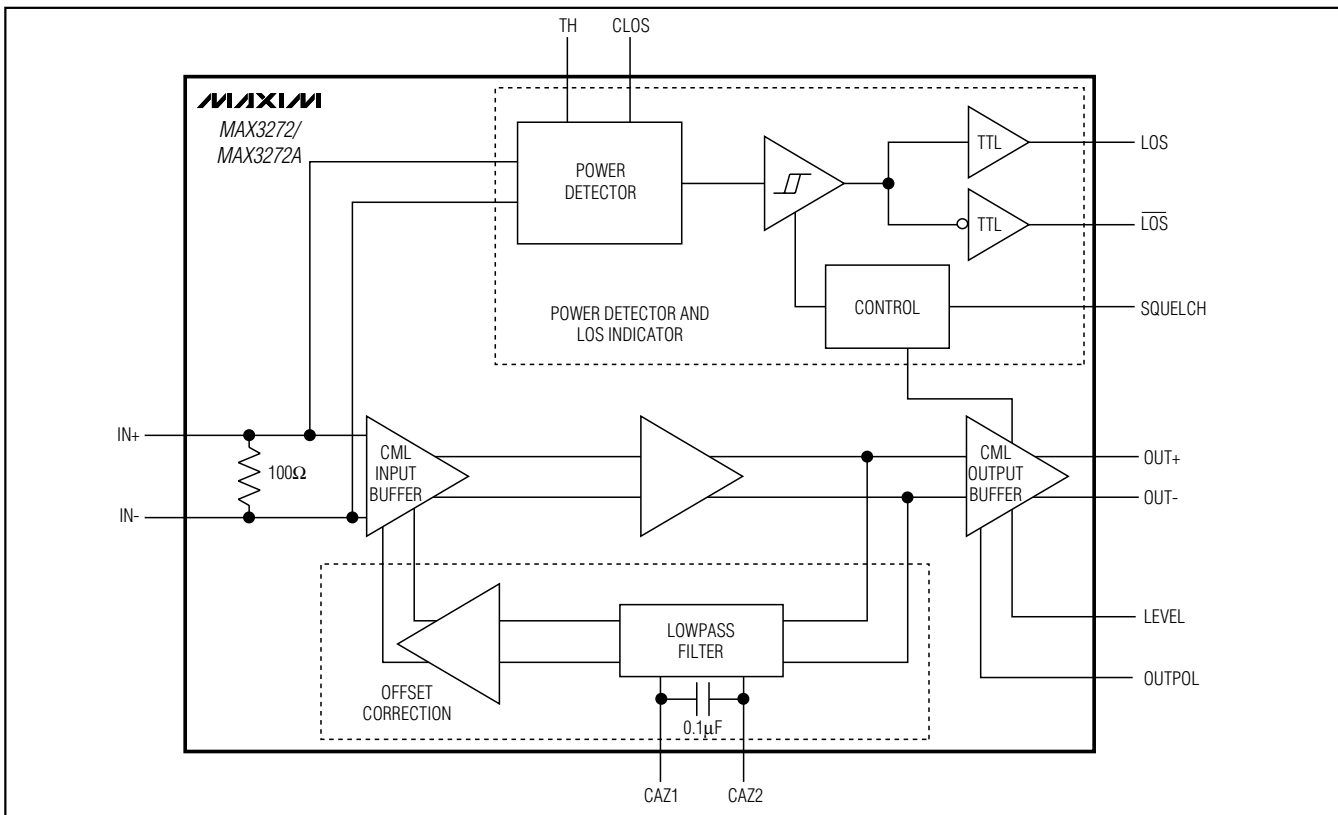 TH
CLOS
MAXIM
MAX3272/
MAX3272A
POWER
DETECTOR
TTL
LOS
TTL
L̅O̅S̅
CONTROL
SQUELCH
POWER DETECTOR AND
LOS INDICATOR
IN+
100Ω
IN-
CML
INPUT
BUFFER
CML
OUTPUT
BUFFER
OUT+
OUT-
LOWPASS
FILTER
LEVEL
OFFSET
CORRECTION
0.1µF
OUTPOL
CAZ1
CAZ2